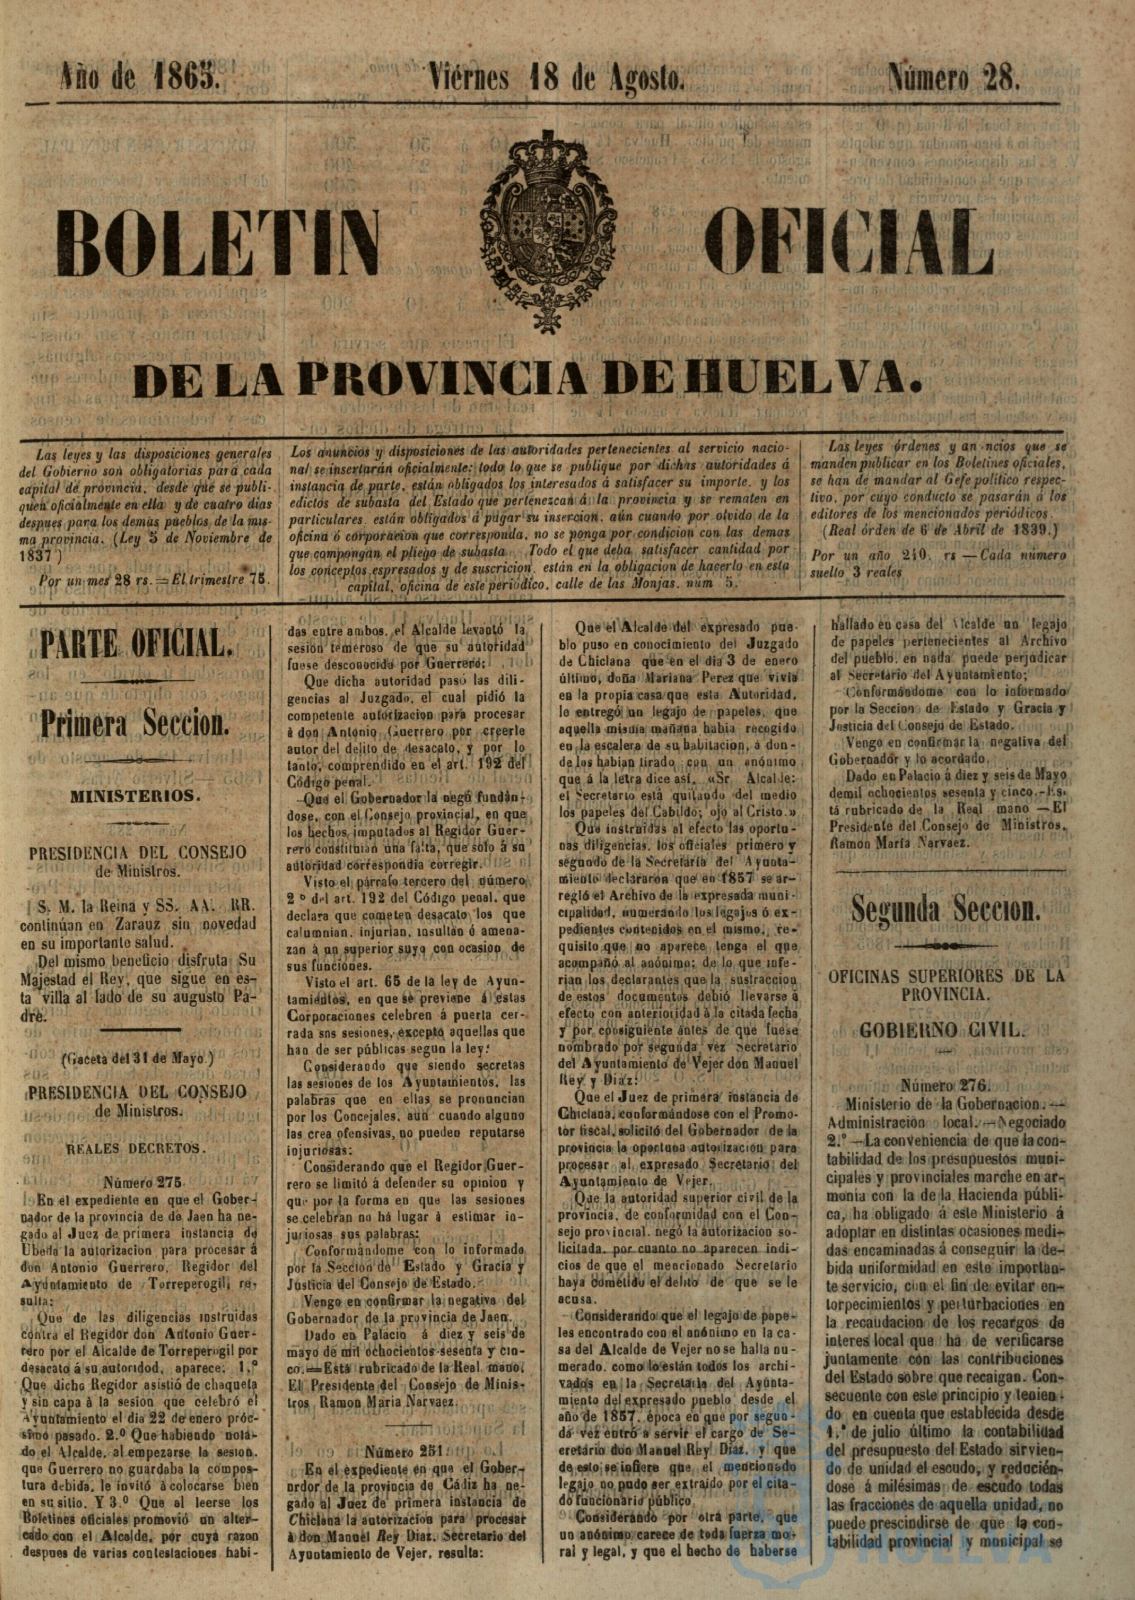 Año de 1865.
Viérnes 18 de Agosto.
Número 28.
BOLETIN OFICIAL
DE LA PROVINCIA DE HUELVA.
Las leyes y las disposiciones generales
del Gobierno son obligatorias para cada
capital de provincia, desde que se publi-
quen oficialmente en ella y de cuatro dias
despues para los demas pueblos de la mis-
ma provincia. (Ley 3 de Noviembre de
1837)
Por un mes 28 rs.=El trimestre 75.
Los anuncios y disposiciones de las autoridades pertenecientes al servicio nacio-
nal se insertarán oficialmente: todo lo que se publique por dichas autoridades á
instancia de parte, están obligados los interesados á satisfacer su importe, y los
edictos de subasta del Estado que pertenezcan á la provincia y se rematen en
particulares, están obligados á pagar su insercion, aún cuando por olvido de la
oficina ó corporacion que corresponda, no se ponga por condicion con las demas
que compongan el pliego de subasta. Todo el que deba satisfacer cantidad por
los conceptos espresados y de suscricion, están en la obligacion de hacerlo en esta
capital, oficina de este periódico, calle de las Monjas, núm 5.
Las leyes órdenes y an ncios que se
manden publicar en los Boletines oficiales,
se han de mandar al Gefe político respec-
tivo, por cuyo conducto se pasarán á los
editores de los mencionados periódicos.
(Real órden de 6 de Abril de 1839.)
Por un año 240. rs—Cada número
suelto 3 reales
PARTE OFICIAL.
Primera Seccion.
MINISTERIOS.
PRESIDENCIA DEL CONSEJO
de Ministros.
S. M. la Reina y SS. AA. RR.
continúan en Zarauz sin novedad
en su importante salud.
Del mismo beneficio disfruta Su
Majestad el Rey, que sigue en es-
ta villa al lado de su augusto Pa-
dre.
(Gaceta del 31 de Mayo.)
PRESIDENCIA DEL CONSEJO
de Ministros.
REALES DECRETOS.
Número 275.
En el expediente en que el Gober-
nador de la provincia de de Jaen ha ne-
gado al Juez de primera instancia de
Ubeda la autorizacion para procesar á
don Antonio Guerrero, Regidor del
Ayuntamiento de Torreperogil, re-
sulta:
Que de las diligencias instruidas
contra el Regidor don Antonio Guer-
rero por el Alcalde de Torreperogil por
desacato á su autoridod, aparece: 1.º
Que dicho Regidor asistió de chaqueta
y sin capa á la sesion que celebró el
Ayuntamiento el dia 22 de enero próc-
simo pasado. 2.º Que habiendo nota-
do el Alcalde, al empezarse la sesion,
que Guerrero no guardaba la compos-
tura debida, le invitó á colocarse bien
en su sitio. Y 3.º Que al leerse los
Boletines oficiales promovió un alter-
cado con el Alcalde, por cuya razon
despues de varias contestaciones habi-
das entre ambos, el Alcalde levantó la
sesión temeroso de que su autoridad
fuese desconocida por Guerrero:
Que dicha autoridad pasó las dili-
gencias al Juzgado, el cual pidió la
competente autorizacion para procesar
á don Antonio Guerrero por creerle
autor del delito de desacato, y por lo
tanto, comprendido en el art. 192 del
Código penal.
Que el Gobernador la negó fundán-
dose, con el Consejo provincial, en que
los hechos imputados al Regidor Guer-
rero constituian una falta, que solo á su
autoridad correspondia corregir.
Visto el párrafo tercero del número
2º del art. 192 del Código penal, que
declara que cometen desacato los que
calumnian, injurian, insultan ó amena-
zan á un superior suyo con ocasion de
sus funciones.
Visto el art. 65 de la ley de Ayun-
tamientos, en que se previene á estas
Corporaciones celebren á puerta cer-
rada sns sesiones, excepto aquellas que
han de ser públicas segun la ley:
Considerando que siendo secretas
las sesiones de los Ayuntamientos, las
palabras que en ellas se pronuncian
por los Concejales, aun cuando alguno
las crea ofensivas, no pueden reputarse
injuriosas:
Considerando que el Regidor Guer-
rero se limitó á defender su opinion y
que por la forma en que las sesiones
se celebran no há lugar á estimar in-
juriosas sus palabras:
Conformándome con lo informado
por la Seccion de Estado y Gracia y
Justicia del Consejo de Estado.
Vengo en confirmar la negativa del
Gobernador de la provincia de Jaen.
Dado en Palacio á diez y seis de
mayo de mil ochocientos sesenta y cin-
co.=Está rubricado de la Real mano,
El Presidente del Consejo de Minis-
tros Ramon Maria Narvaez.
Número 251.
En el expediente en que el Gober-
ordor de la provincia de Cádiz ha ne-
gado al Juez de primera instancia de
Chiclana la autorizacion para procesar
á don Manuel Rey Diaz. Secretario del
Ayuntamiento de Vejer, resulta:
Que el Alcalde del expresado pue-
blo puso en conocimiento del Juzgado
de Chiclana que en el dia 3 de enero
último, doña Mariana Perez que vivia
en la propia casa que esta Autoridad,
lo entregó un legajo de papeles, que
aquella misma mañana habia recogido
en la escalera de su habitacion, á don-
de los habian tirado con un anónimo
que á la letra dice así, «Sr. Alcalde:
el Secretario está quitando del medio
los papeles del Cabildo; ojo al Cristo.»
Que instruidas al efecto las oportu-
nas diligencias, los oficiales primero y
segundo de la Secretaría del Ayunta-
miento declararon que en 1857 se ar-
regló el Archivo de la expresada muni-
cipalidad, numerando los legajos ó ex-
pedientes contenidos en el mismo, re-
quisito que no aparece tenga el que
acompañó al anónimo; de lo que infe-
rian los declarantes que la sustraccion
de estos documentos debió llevarse á
efecto con anterioridad á la citada fecha
y por consiguiente ántes de que fuese
nombrado por segunda vez Secretario
del Ayuntamiento de Vejer don Manuel
Rey y Diaz:
Que el Juez de primera instancia de
Chiclana, conformándose con el Promo-
tor fiscal, solicitó del Gobernador de la
provincia la oportuna autorizacion para
procesar al expresado Secretario del
Ayuntamiento de Vejer.
Que la autoridad superior civil de la
provincia, de conformidad con el Con-
sejo provincial, negó la autorizacion so-
licitada, por cuanto no aparecen indi-
cios de que el mencionado Secretario
haya cometido el delito de que se le
acusa.
Considerando que el legajo de pape-
les encontrado con el anónimo en la ca-
sa del Alcalde de Vejer no se halla nu-
merado, como lo están todos los archi-
vados en la Secretaría del Ayunta-
miento del expresado pueblo desde el
año de 1857, época en que por segun-
da vez entró á servir el cargo de Se-
cretario don Manuel Rey Diaz, y que
de esto se infiere que el mencionado
legajo no pudo ser extraido por el cita-
do funcionario público.
Considerando por otra parte, que
un anónimo carece de toda fuerza mo-
ral y legal, y que el hecho de haberse
hallado en casa del Alcalde un legajo
de papeles pertenecientes al Archivo
del pueblo, en nada puede perjudicar
al Secretario del Ayuntamiento;
Conformándome con lo informado
por la Seccion de Estado y Gracia y
Justicia del Consejo de Estado.
Vengo en confirmar la negativa del
Gobernador y lo acordado.
Dado en Palacio á diez y seis de Mayo
demil ochocientos sesenta y cinco.—Es-
tá rubricado de la Real mano —El
Presidente del Consejo de Ministros,
Ramon María Narvaez.
Segunda Seccion.
OFICINAS SUPERIORES DE LA
PROVINCIA.
GOBIERNO CIVIL.
Número 276.
Ministerio de la Gobernacion.—
Administración local.—Negociado
2.º—La conveniencia de que la con-
tabilidad de los presupuestos muni-
cipales y provinciales marche en ar-
monia con la de la Hacienda públi-
ca, ha obligado á este Ministerio á
adoptar en distintas ocasiones medi-
das encaminadas á conseguir la de-
bida uniformidad en este importan-
te servicio, con el fin de evitar en-
torpecimientos y perturbaciones en
la recaudacion de los recargos de
interes local que ha de verificarse
juntamente con las contribuciones
del Estado sobre que recaigan. Con-
secuente con este principio y tenien-
do en cuenta que establecida desde
1.º de julio último la contabilidad
del presupuesto del Estado sirvien-
do de unidad el escudo, y reducién-
dose á milésimas de escudo todas
las fracciones de aquella unidad, no
puede prescindirse de que la con-
tabilidad provincial y municipal se
HUELVA